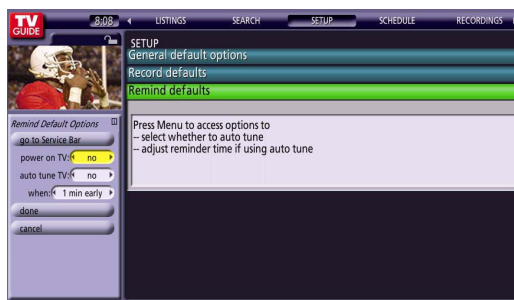 TV GUIDE
8:08
LISTINGS SEARCH SETUP SCHEDULE RECORDINGS
SETUP
General default options
Record defaults
Remind defaults
Remind Default Options
go to Service Bar
power on TV: no
auto tune TV: no
when: 1 min early
done
cancel
Press Menu to access options to
-- select whether to auto tune
-- adjust reminder time if using auto tune